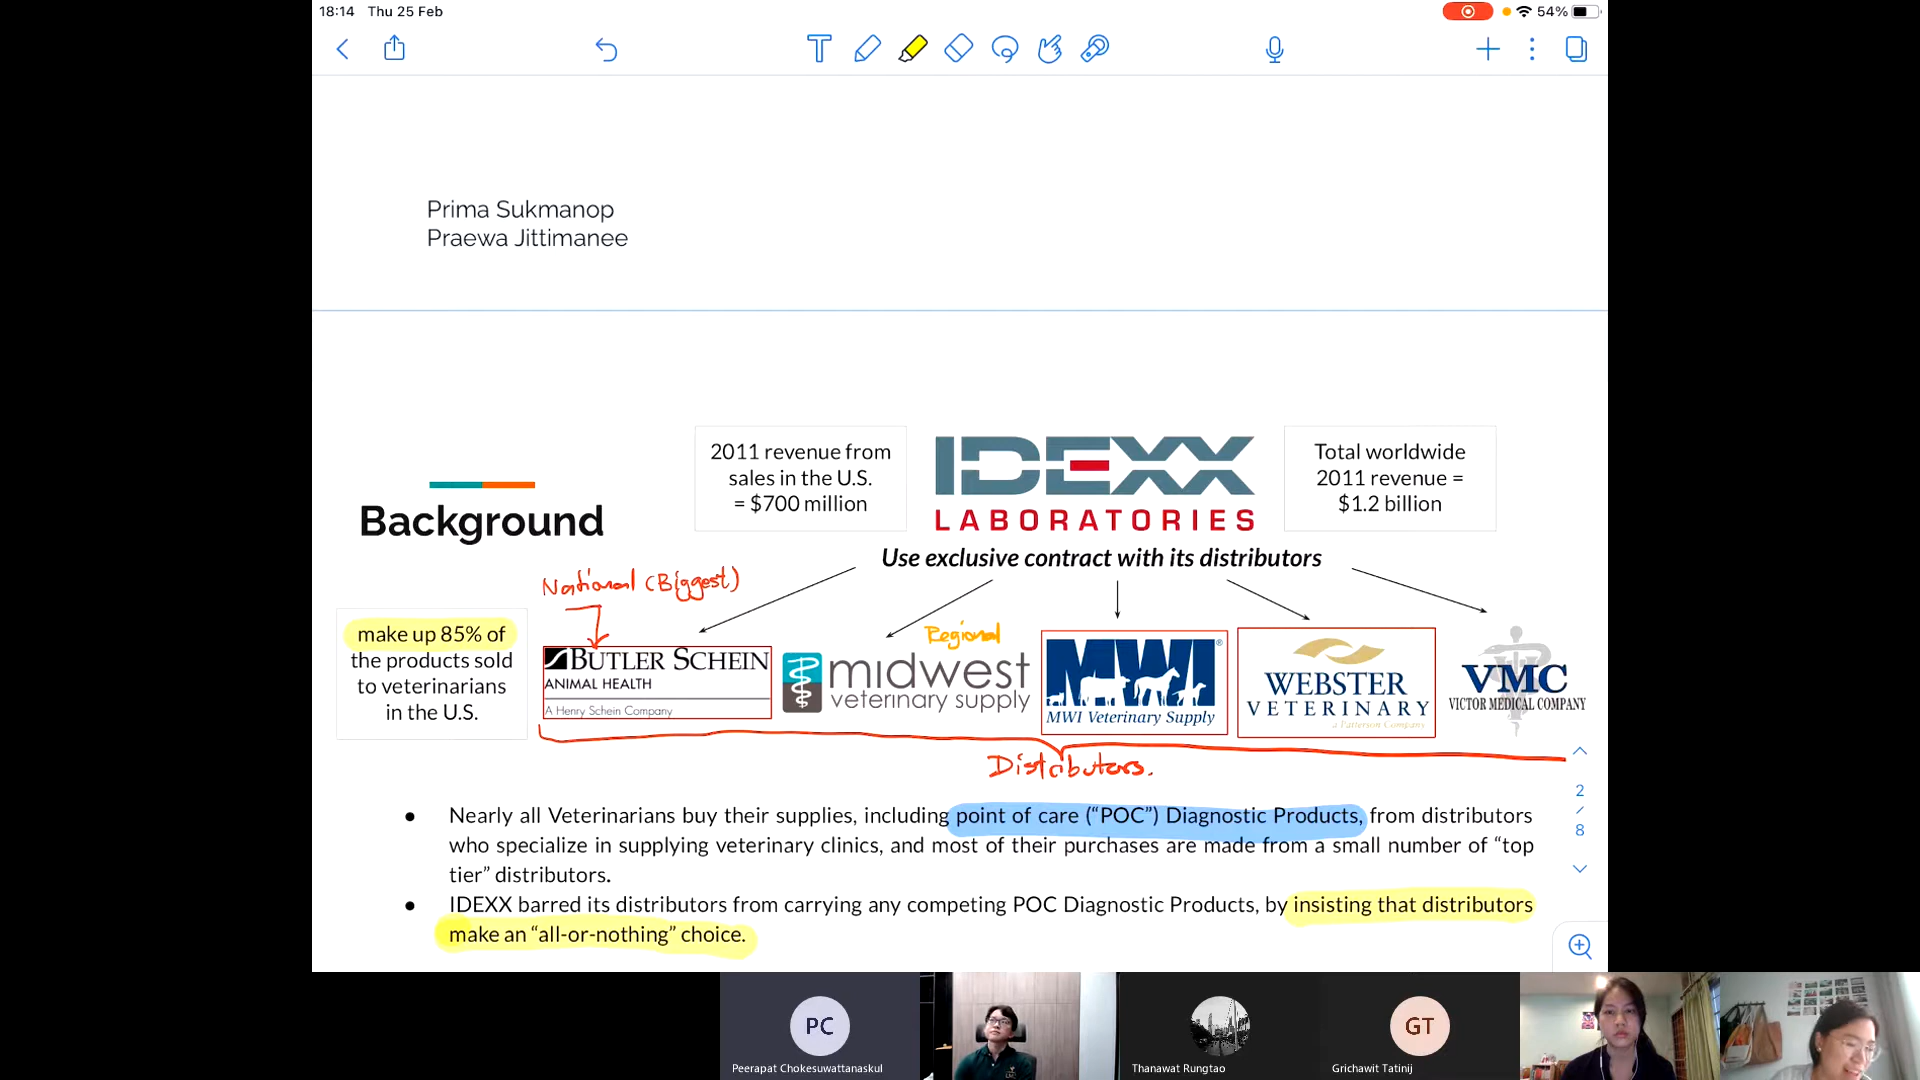 18:14 Thu 25 Feb
54%
Prima Sukmanop
Praewa Jittimanee
Background
2011 revenue from
sales in the U.S.
= $700 million
IDEXX
LABORATORIES
Total worldwide
2011 revenue =
$1.2 billion
Use exclusive contract with its distributors
National (Biggest)
make up 85% of
the products sold
to veterinarians
in the U.S.
BUTLER SCHEIN
ANIMAL HEALTH
A Henry Schein Company
Regional
midwest
veterinary supply
MWI
®
MWI Veterinary Supply
WEBSTER
VETERINARY
a Patterson Company
VMC
VICTOR MEDICAL COMPANY
Distributors.
• Nearly all Veterinarians buy their supplies, including point of care (“POC”) Diagnostic Products, from distributors
who specialize in supplying veterinary clinics, and most of their purchases are made from a small number of “top
tier” distributors.
• IDEXX barred its distributors from carrying any competing POC Diagnostic Products, by insisting that distributors
make an “all-or-nothing” choice.
2
/
8
PC
Peerapat Chokesuwattanaskul
Thanawat Rungtao
GT
Grichawit Tatinij